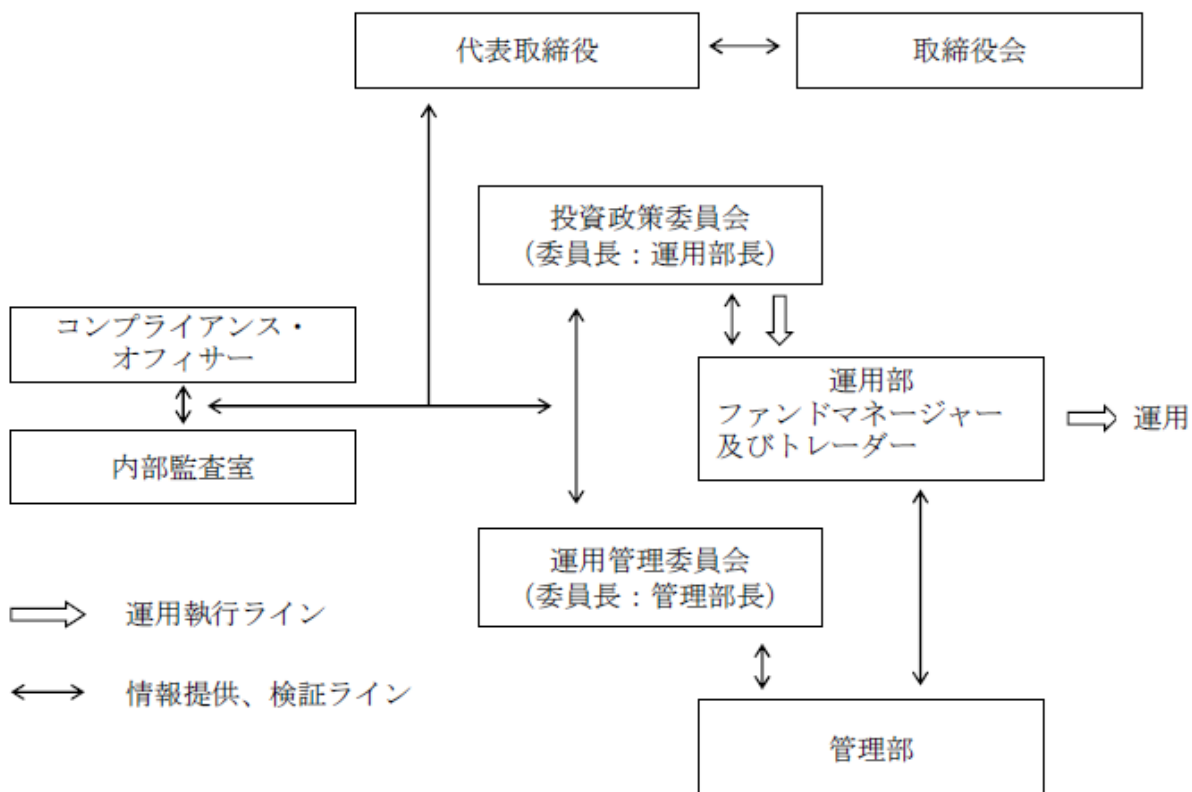 代表取締役
取締役会
投資政策委員会
（委員長：運用部長）
コンプライアンス・
オフィサー
運用部
ファンドマネージャー
及びトレーダー
運用
内部監査室
運用管理委員会
（委員長：管理部長）
運用執行ライン
情報提供、検証ライン
管理部